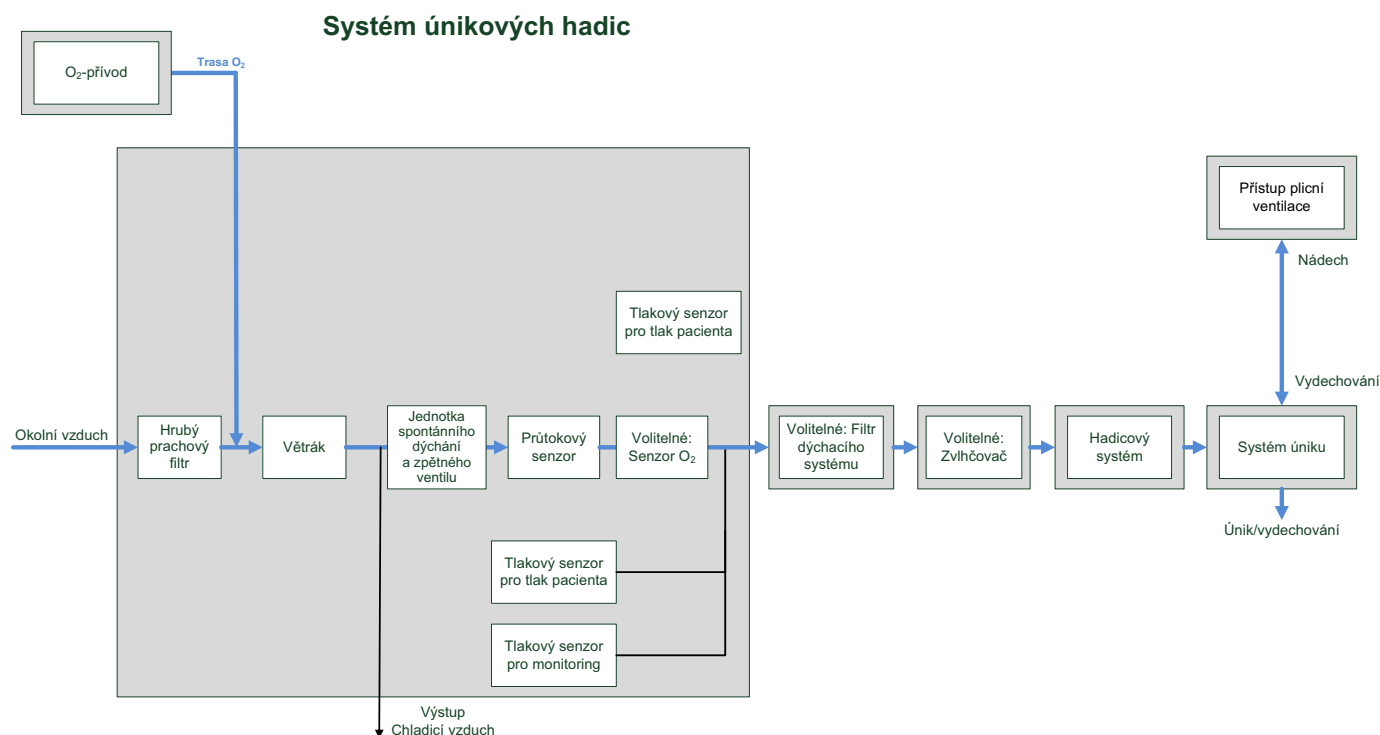 Systém únikových hadic
O₂-přívod
Trasa O₂
Přístup plicní
ventilace
Nádech
Tlakový senzor
pro tlak pacienta
Vydechování
Okolní vzduch
Hrubý
prachový
filtr
Větrák
Jednotka
spontánního
dýchání
a zpětného
ventilu
Průtokový
senzor
Volitelné:
Senzor O₂
Volitelné: Filtr
dýchacího
systému
Volitelné:
Zvlhčovač
Hadicový
systém
Systém úniku
Únik/vydechování
Tlakový senzor
pro tlak pacienta
Tlakový senzor
pro monitoring
Výstup
Chladicí vzduch